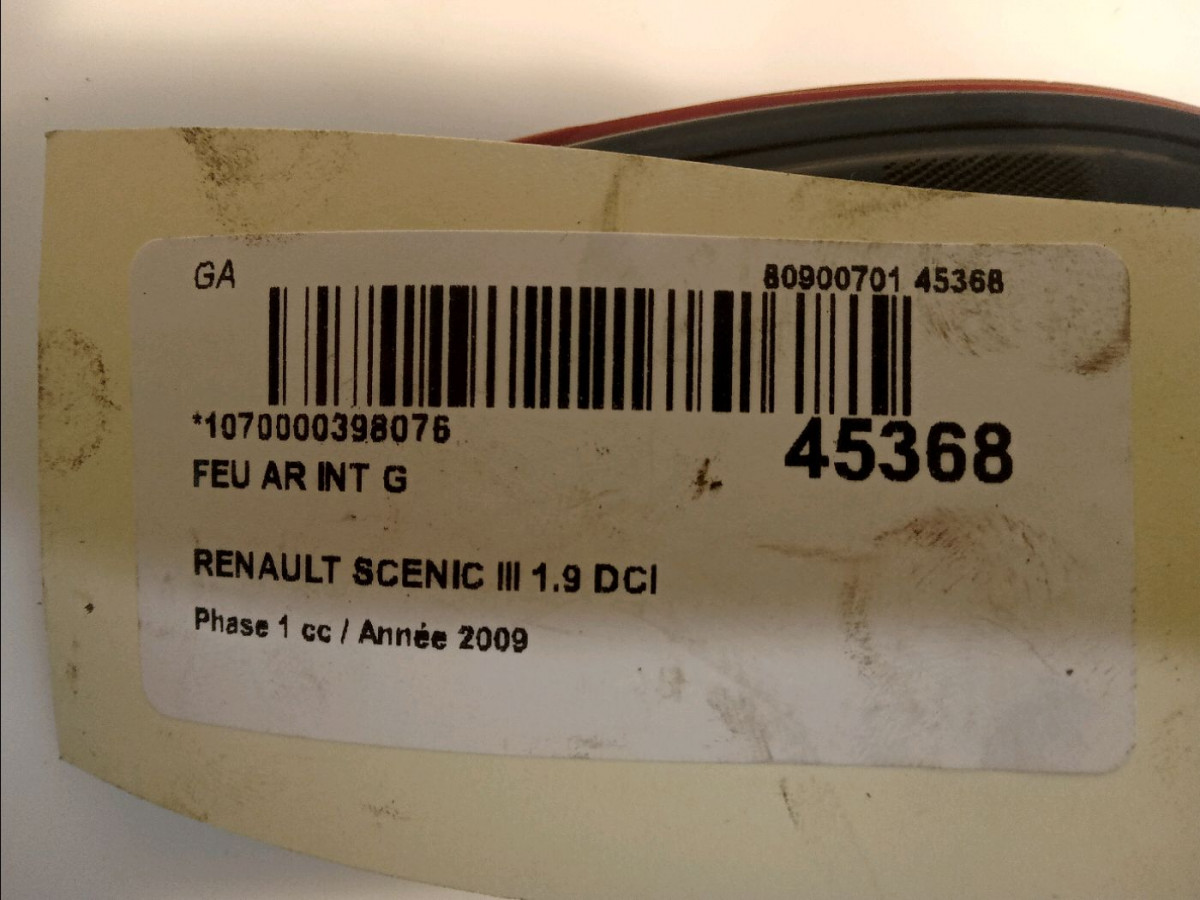 GA
80900701 45368
*1070000398076
45368
FEU AR INT G
RENAULT SCENIC III 1.9 DCI
Phase 1 cc / Année 2009